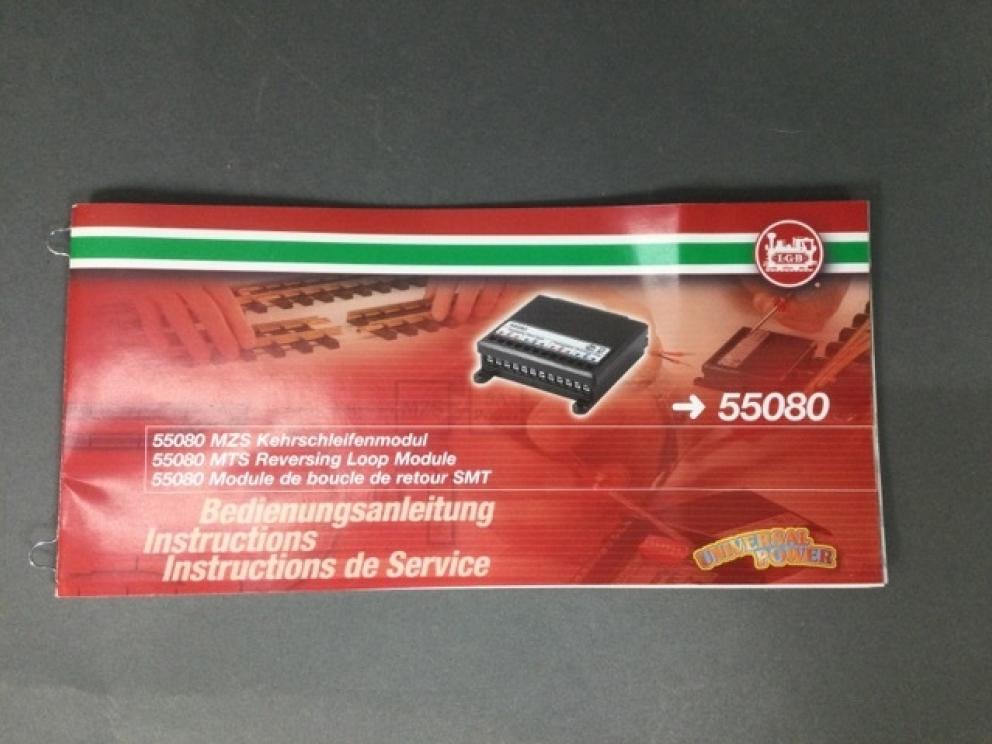 L·G·B
55080
→ 55080
55080 MZS Kehrschleifenmodul
55080 MTS Reversing Loop Module
55080 Module de boucle de retour SMT
Bedienungsanleitung
Instructions
Instructions de Service
UNIVERSAL
POWER